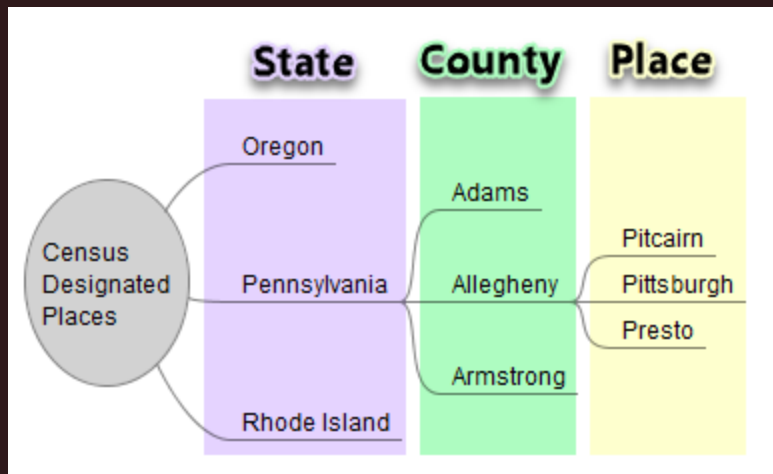 State County Place
Oregon
Adams
Pitcairn
Census
Designated
Places
Pennsylvania
Allegheny
Pittsburgh
Presto
Armstrong
Rhode Island